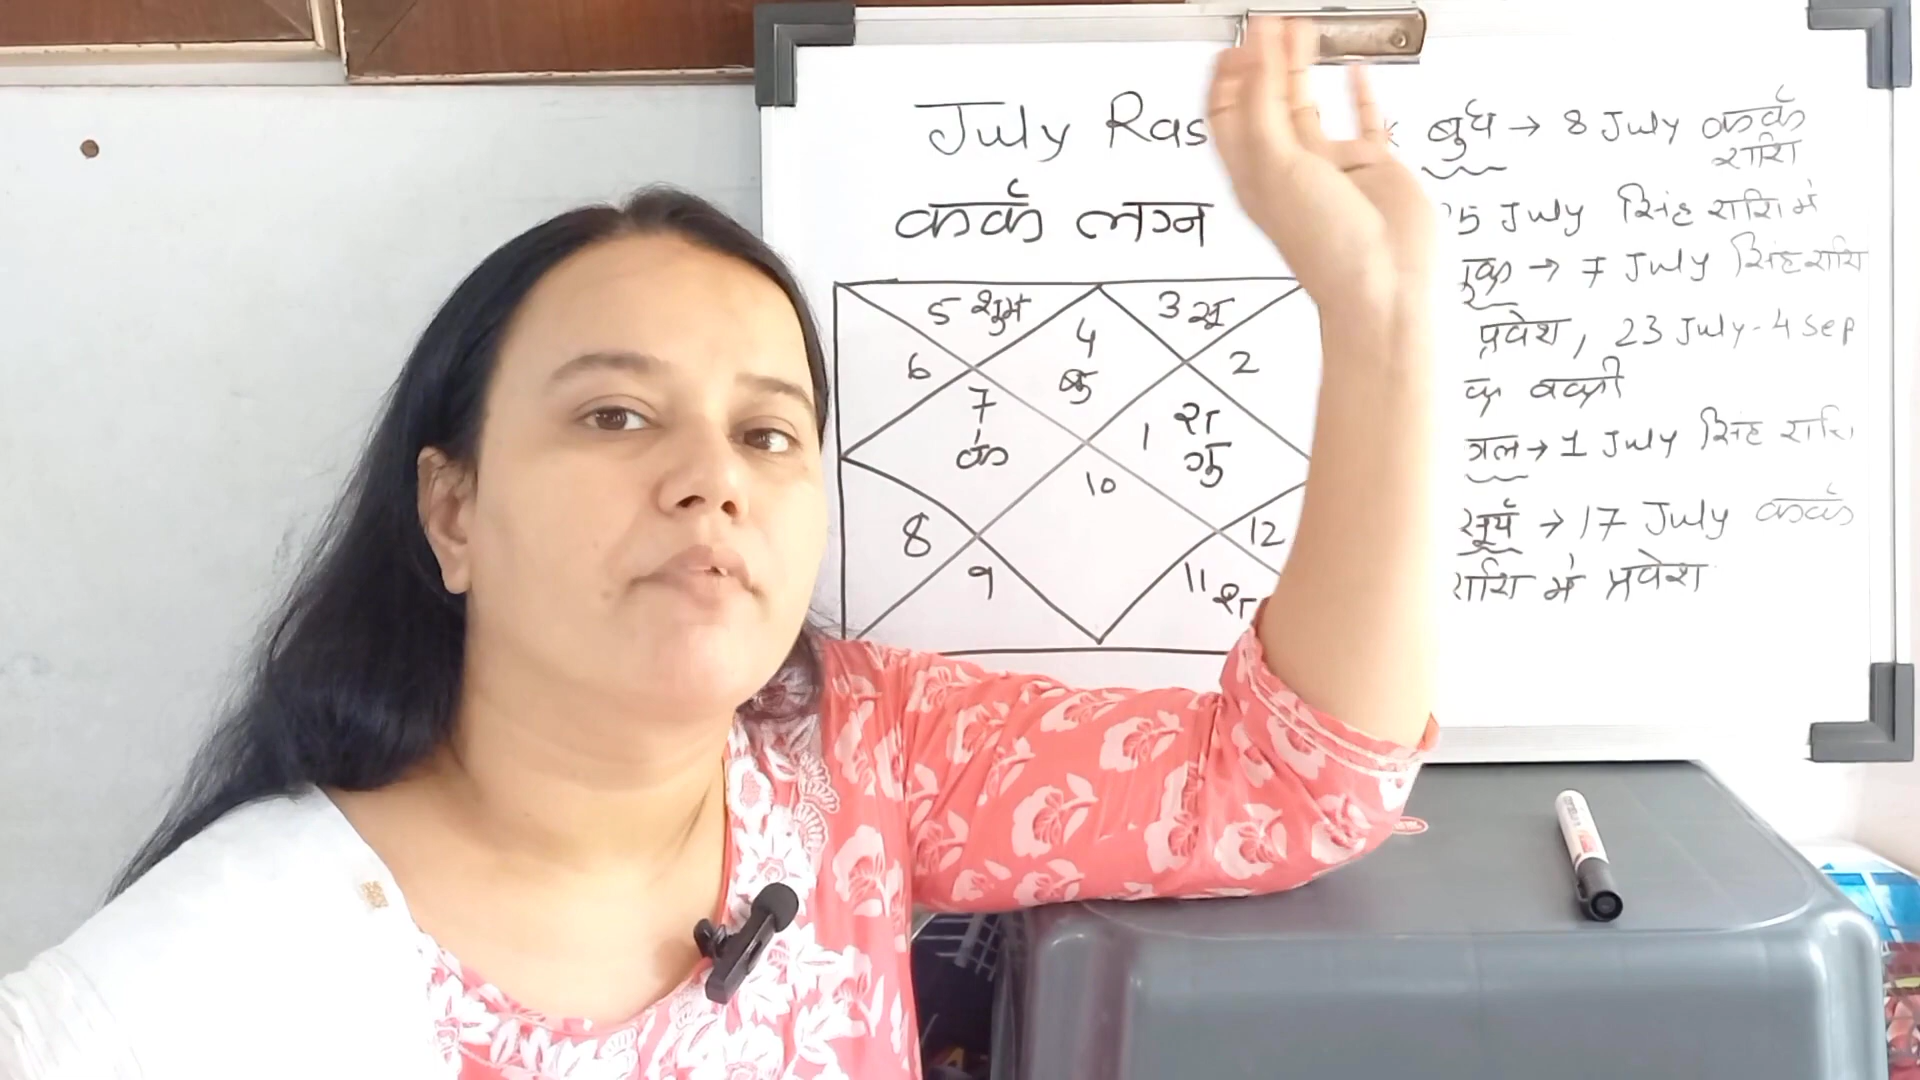 July Ras
कर्क लग्न
5 शुमं
4
बु
3 सू
6
2
7
के
1 रा
गु
10
8
9
12
11
श
बुध → 8 July कर्क
राशि
5 July सिंह राशि में
→ 7 July सिंह राशि
प्रवेश, 23 July - 4 Sep
वक्री
→ 1 July सिंह राशि
सूर्य → 17 July कर्क
राशि में प्रवेश